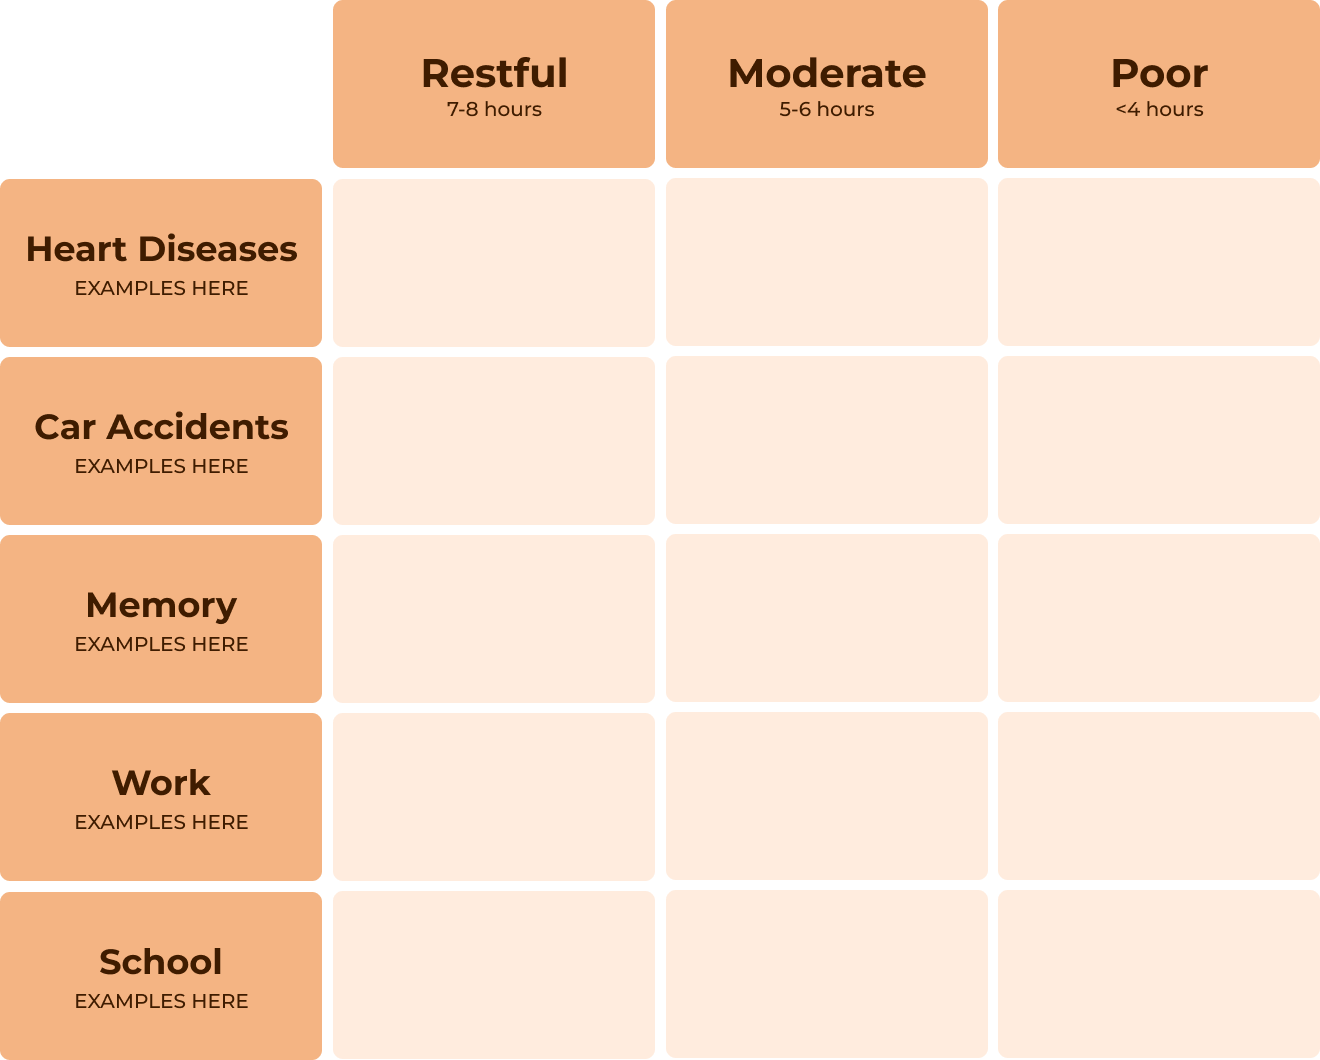 Restful
7-8 hours
Moderate
5-6 hours
Poor
<4 hours
Heart Diseases
EXAMPLES HERE
Car Accidents
EXAMPLES HERE
Memory
EXAMPLES HERE
Work
EXAMPLES HERE
School
EXAMPLES HERE